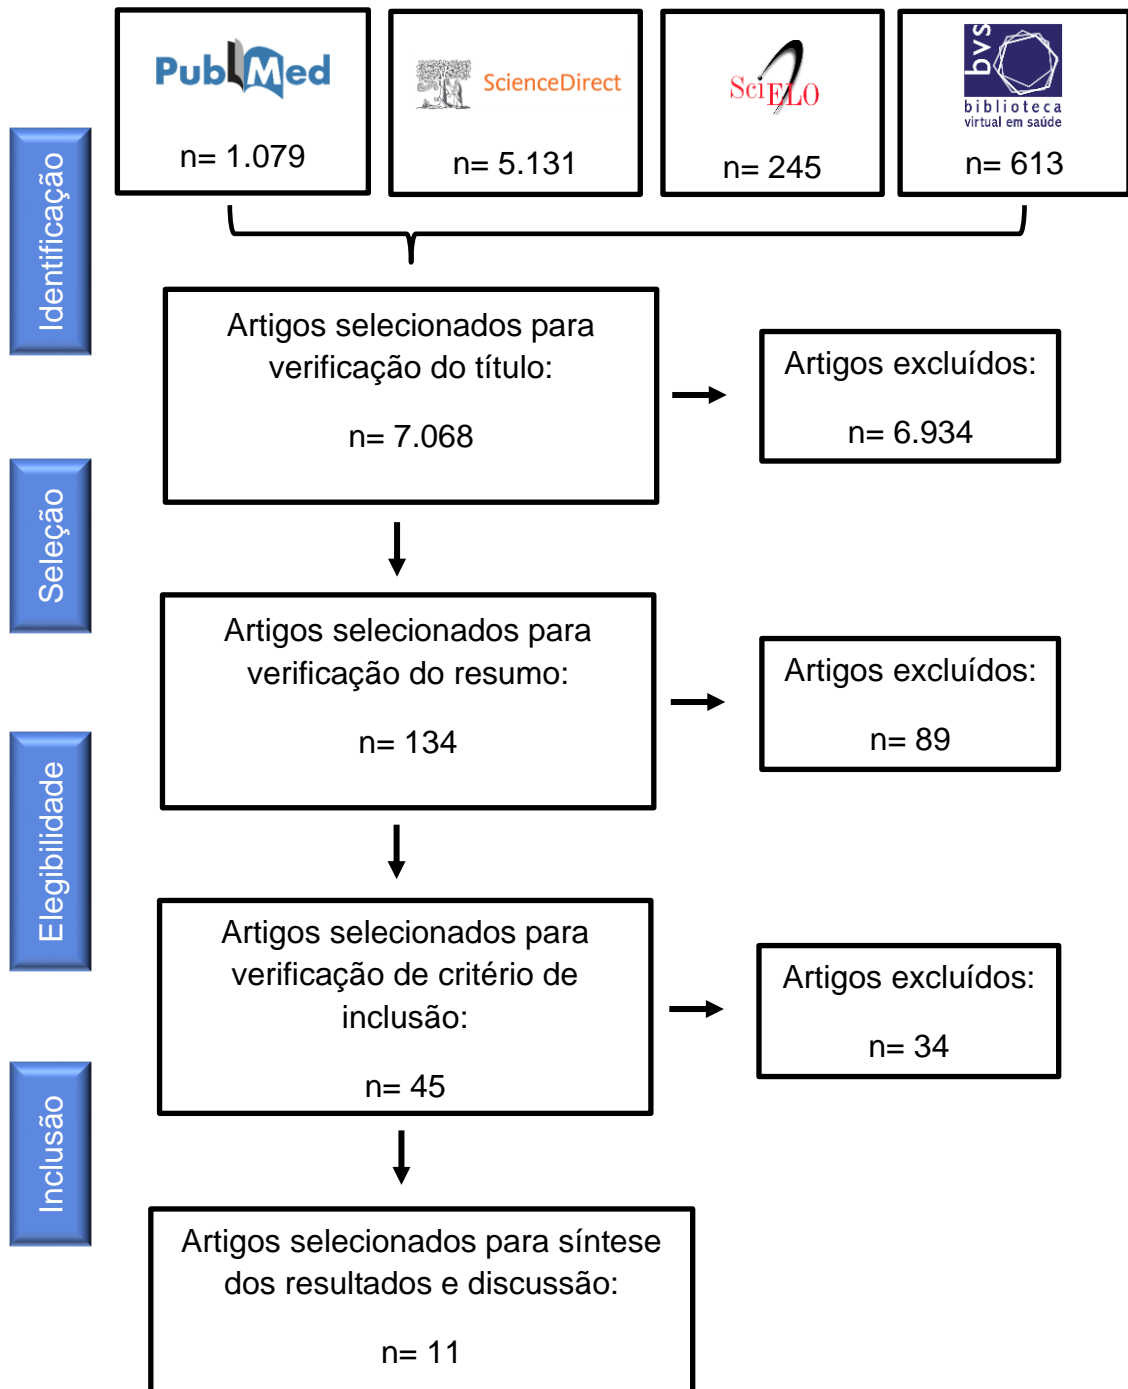 PubMed
n= 1.079
ScienceDirect
n= 5.131
SciELO
n= 245
bvs
biblioteca
virtual em saúde
n= 613
Identificação
Artigos selecionados para
verificação do título:
n= 7.068
Artigos excluídos:
n= 6.934
Seleção
Artigos selecionados para
verificação do resumo:
n= 134
Artigos excluídos:
n= 89
Elegibilidade
Artigos selecionados para
verificação de critério de
inclusão:
n= 45
Artigos excluídos:
n= 34
Inclusão
Artigos selecionados para síntese
dos resultados e discussão:
n= 11